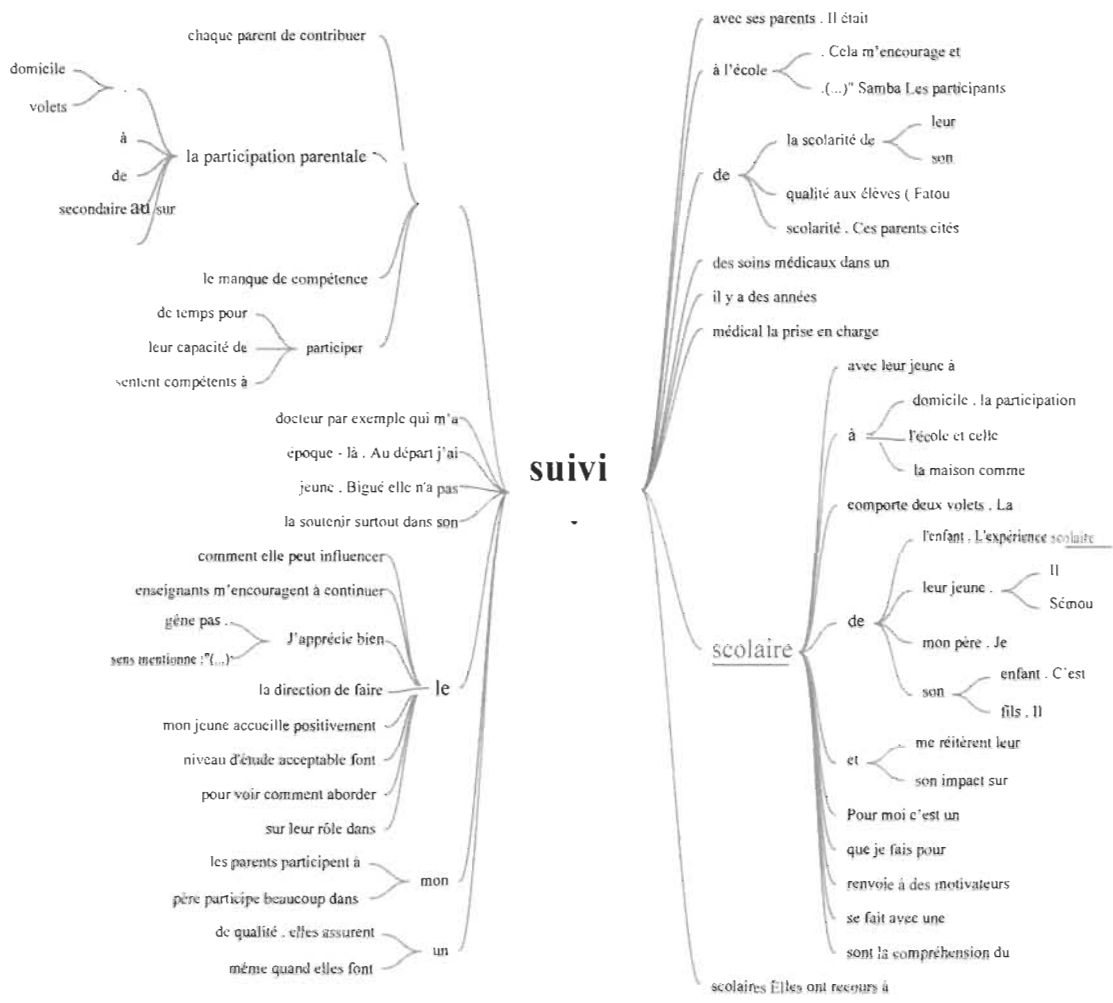 chaque parent de contribuer
domicile
volets
.
à
de
secondaire au sur
la participation parentale
le manque de compétence
de temps pour
leur capacité de
sentent compétents à
participer
docteur par exemple qui m'a
époque - là . Au départ j'ai
jeune . Bigué elle n'a pas
la soutenir surtout dans son
comment elle peut influencer
enseignants m'encouragent à continuer
gêne pas .
sens mentionne :"(...)
J'apprécie bien
la direction de faire
mon jeune accueille positivement
niveau d'étude acceptable font
pour voir comment aborder
sur leur rôle dans
le
les parents participent à
père participe beaucoup dans
mon
de qualité . elles assurent
même quand elles font
un
suivi
avec ses parents . Il était
à l'école
. Cela m'encourage et
.(...)" Samba Les participants
de
la scolarité de
leur
son
qualité aux élèves ( Fatou
scolarité . Ces parents cités
des soins médicaux dans un
il y a des années
médical la prise en charge
scolaire
avec leur jeune à
à
domicile . la participation
l'école et celle
la maison comme
comporte deux volets . La
de
l'enfant . L'expérience scolaire
leur jeune .
Il
Sémou
mon père . Je
son
enfant . C'est
fils . Il
et
me réitèrent leur
son impact sur
Pour moi c'est un
que je fais pour
renvoie à des motivateurs
se fait avec une
sont la compréhension du
scolaires Elles ont recours à